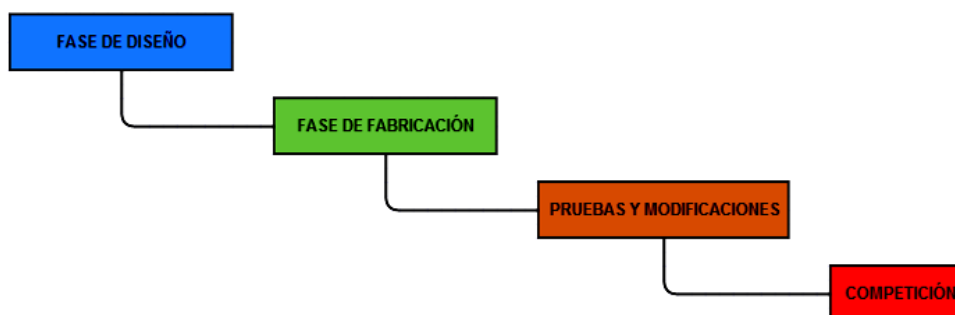 FASE DE DISEÑO
FASE DE FABRICACIÓN
PRUEBAS Y MODIFICACIONES
COMPETICIÓN